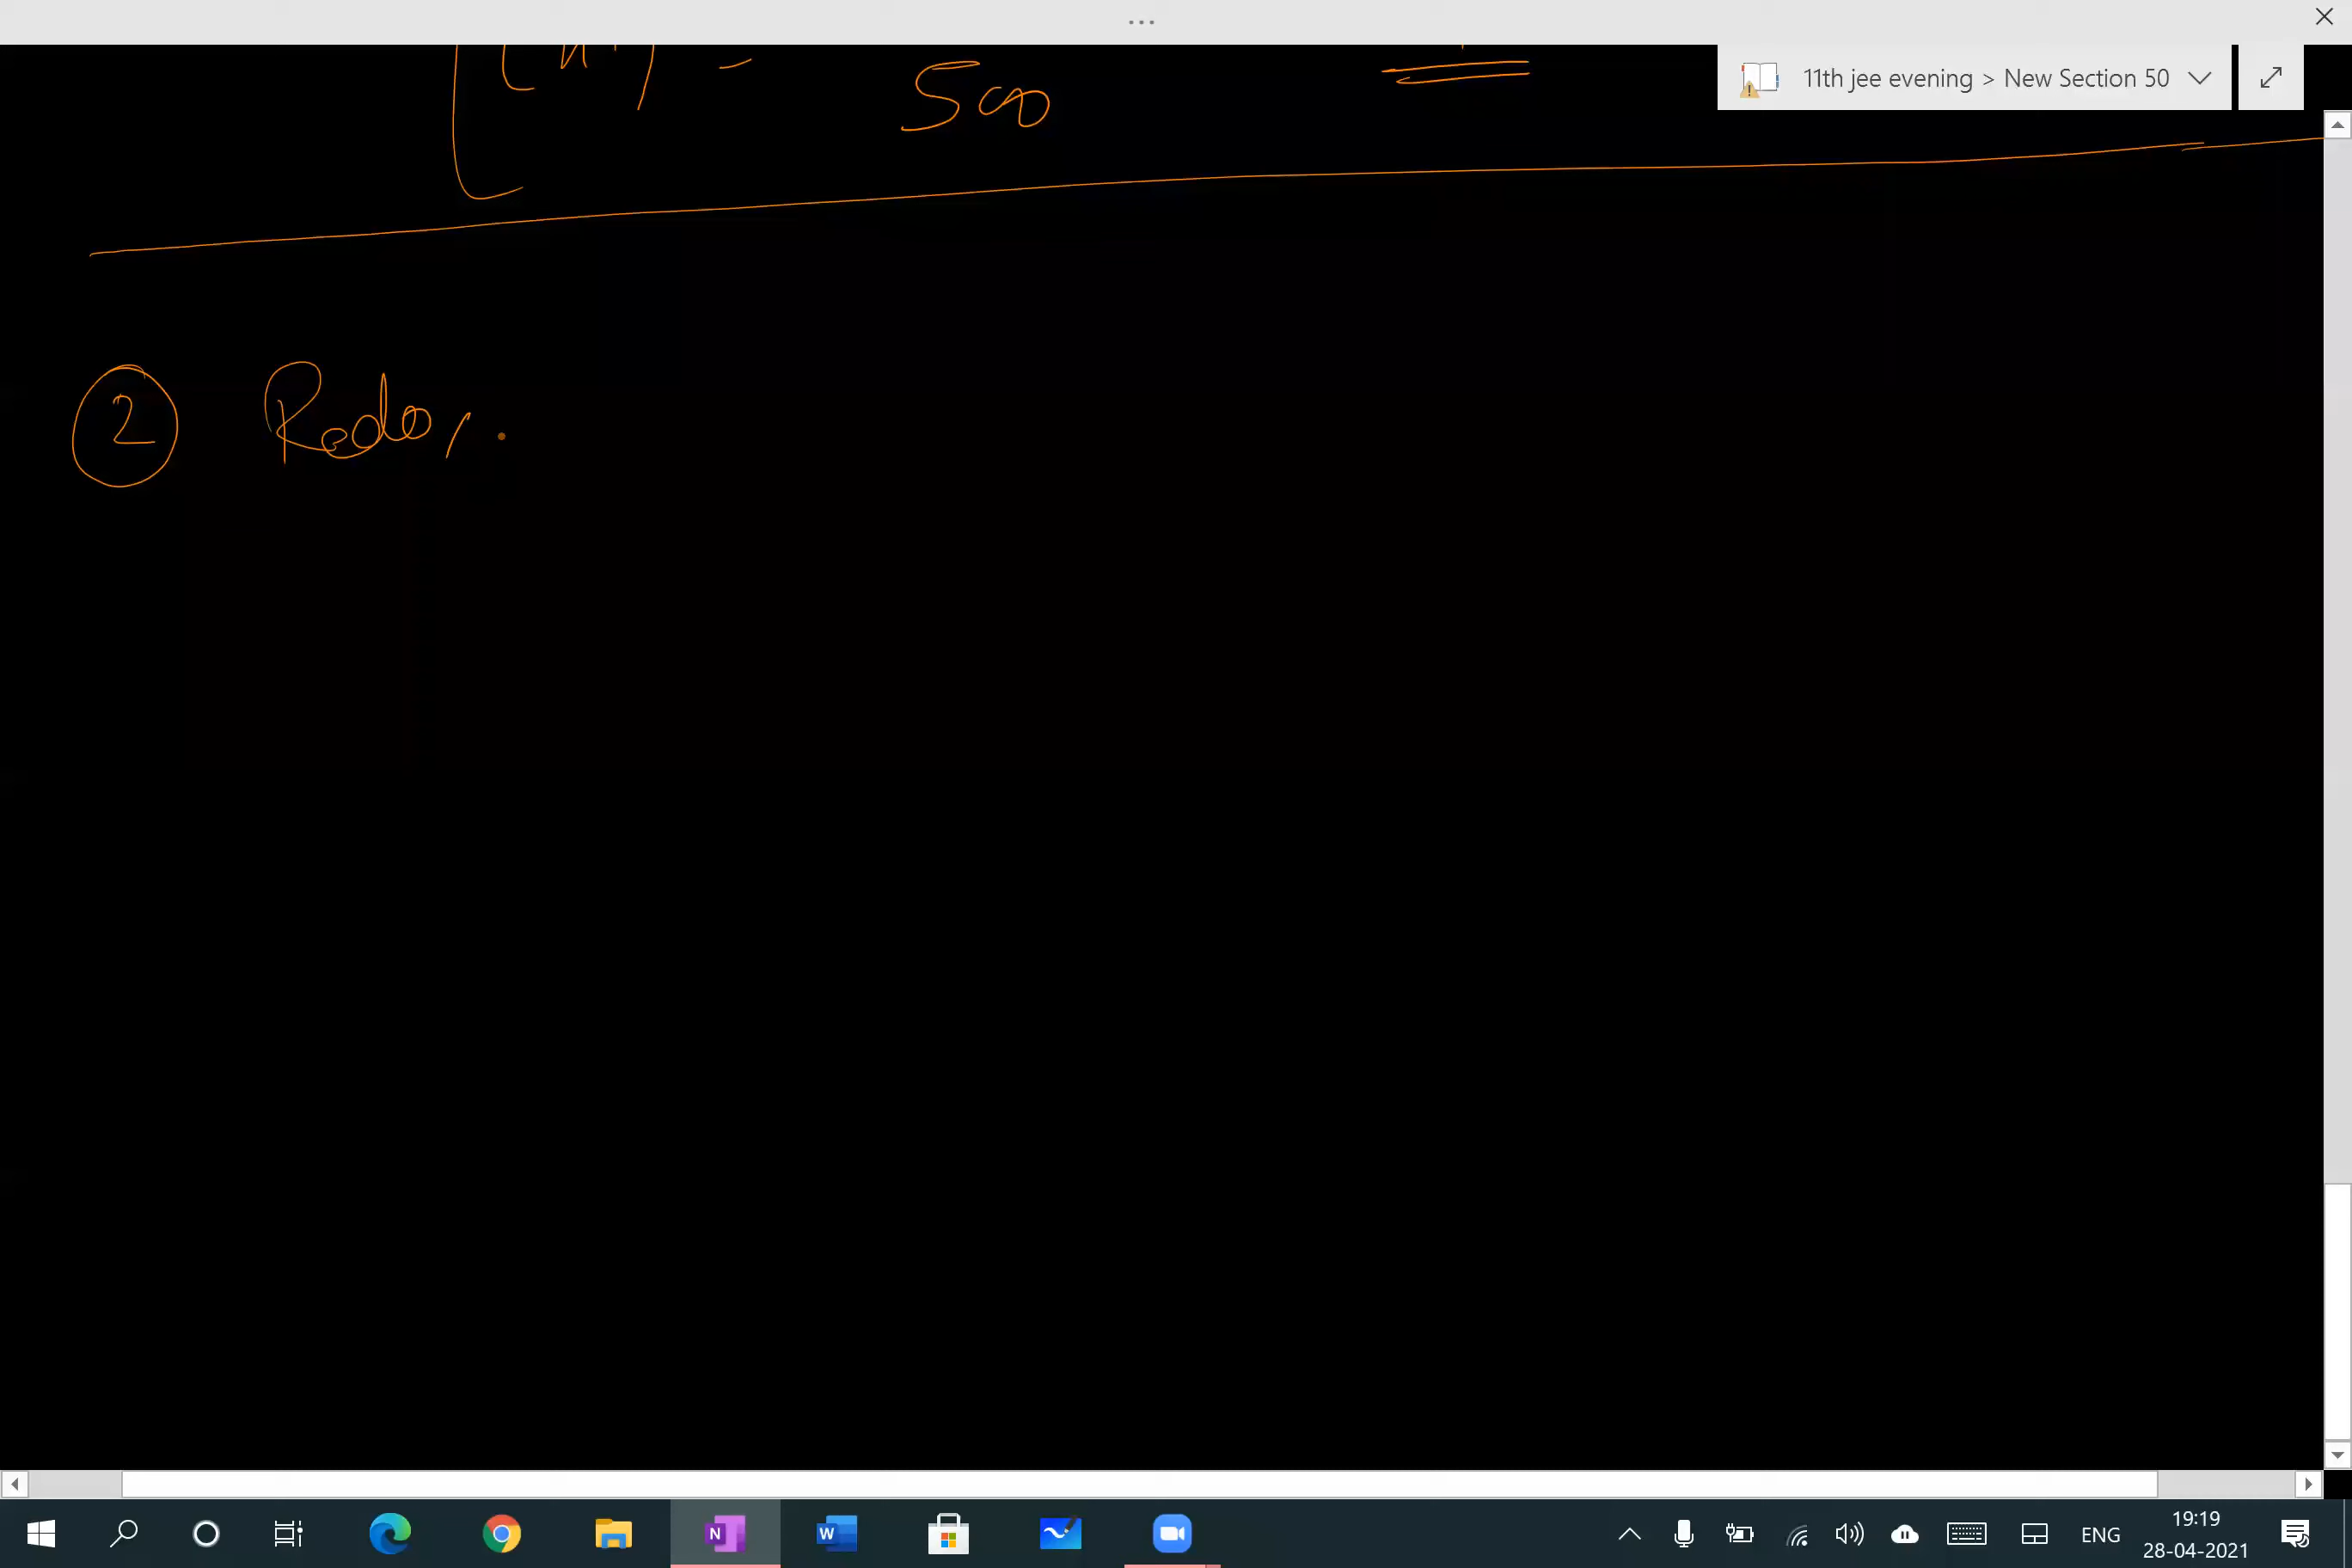 ...
11th jee evening > New Section 50
(H+) =
500
2 Redox
N
W
ENG
19:19
28-04-2021